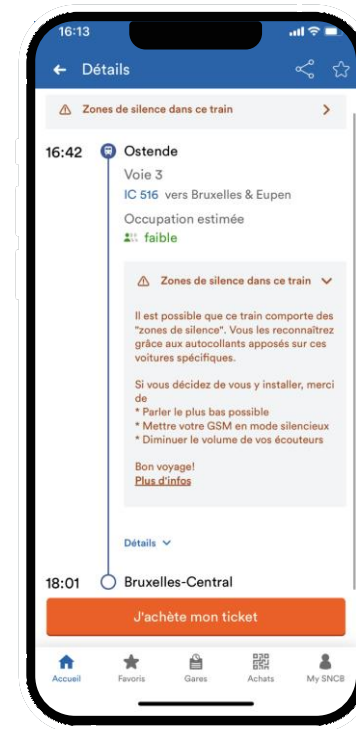 16:13
Détails
Zones de silence dans ce train
16:42 Ostende
Voie 3
IC 516 vers Bruxelles & Eupen
Occupation estimée
faible
Zones de silence dans ce train
Il est possible que ce train comporte des
"zones de silence". Vous les reconnaîtrez
grâce aux autocollants apposés sur ces
voitures spécifiques.
Si vous décidez de vous y installer, merci
de
* Parler le plus bas possible
* Mettre votre GSM en mode silencieux
* Diminuer le volume de vos écouteurs
Bon voyage!
Plus d'infos
Détails
18:01 Bruxelles-Central
J'achète mon ticket
Accueil Favoris Gares Achats My SNCB